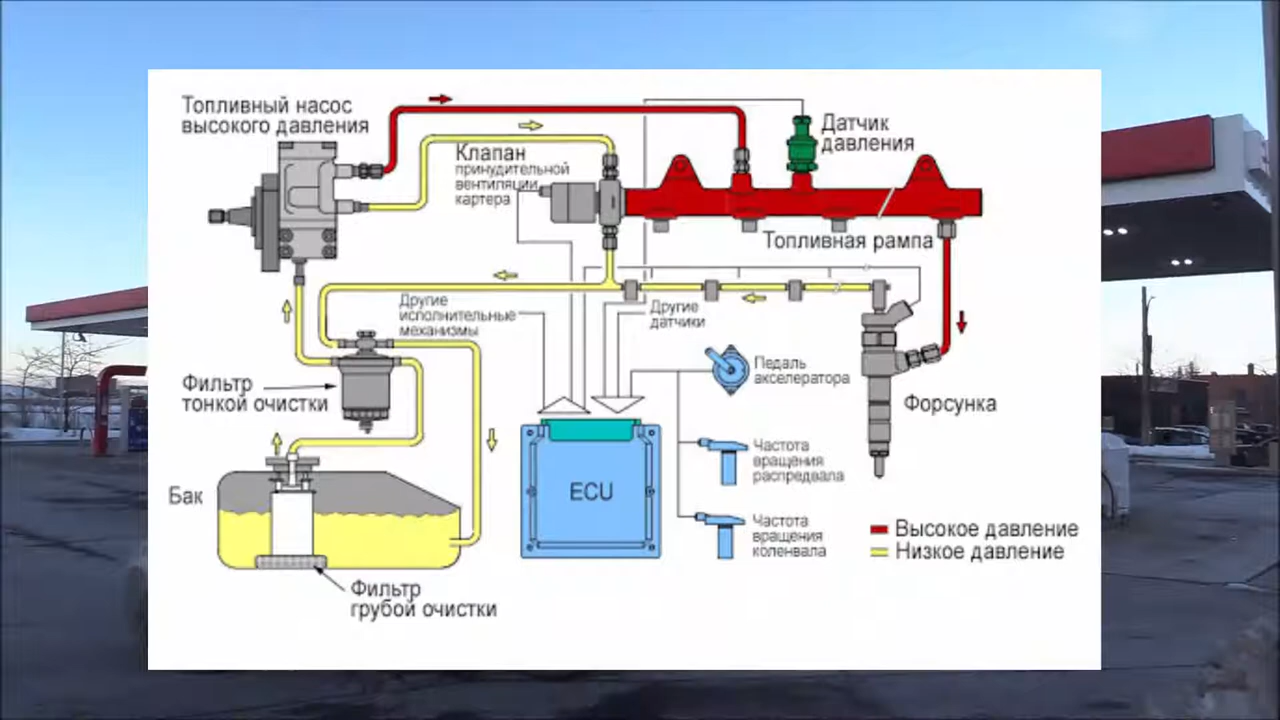 Топливный насос
высокого давления
Клапан
принудительной
вентиляции
картера
Датчик
давления
Топливная рампа
Другие
исполнительные
механизмы
Другие
датчики
Педаль
акселератора
Фильтр
тонкой очистки
Форсунка
Частота
вращения
распредвала
Бак
ECU
Частота
вращения
коленвала
Высокое давление
Низкое давление
Фильтр
грубой очистки